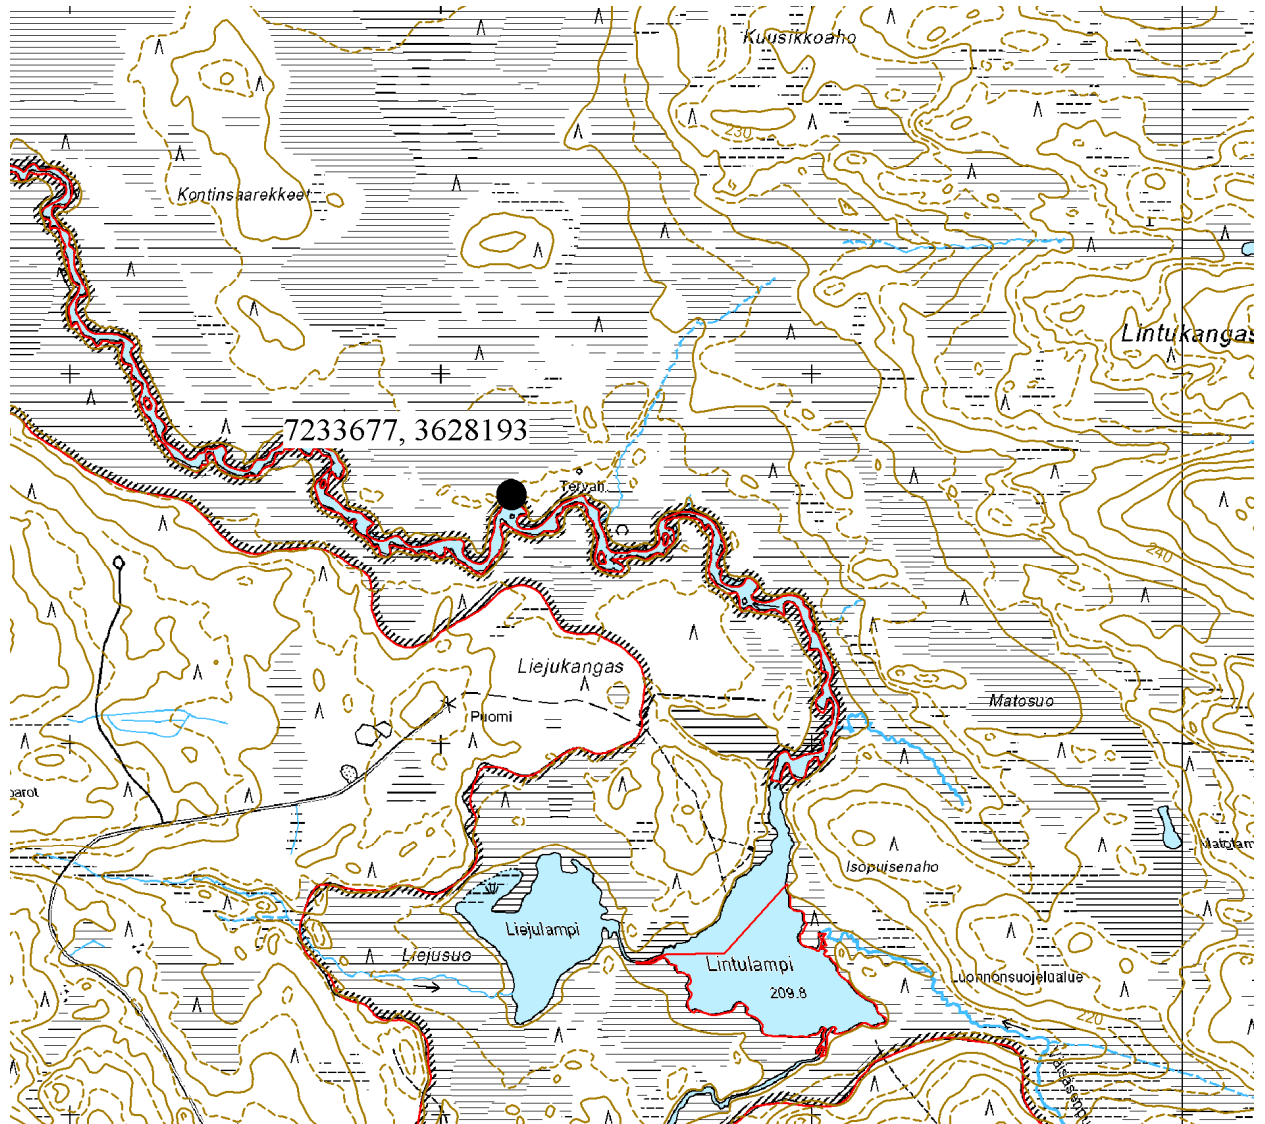 Kuusikkoaho
230
Kontinsaarekkeet
Lintukangas
7233677, 3628193
Tervah.
240
Liejukangas
Matosuo
Puomi
Isopuisenaho
Liejulampi
Liejusuo
Lintulampi
209.8
Luonnonsuojelualue
220